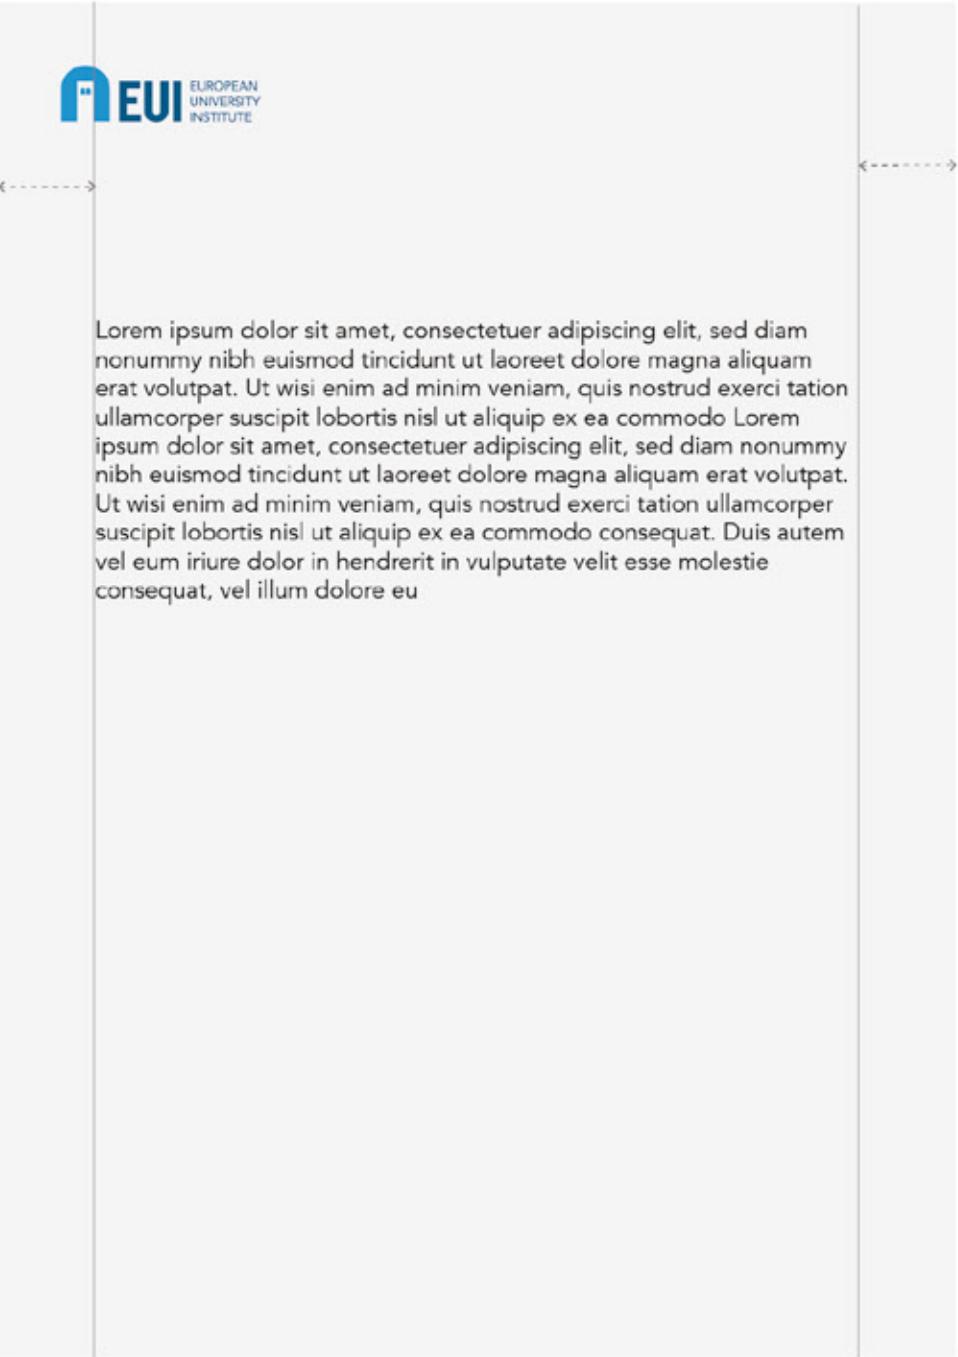 EUI
EUROPEAN
UNIVERSITY
INSTITUTE
Lorem ipsum dolor sit amet, consectetuer adipiscing elit, sed diam
nonummy nibh euismod tincidunt ut laoreet dolore magna aliquam
erat volutpat. Ut wisi enim ad minim veniam, quis nostrud exerci tation
ullamcorper suscipit lobortis nisl ut aliquip ex ea commodo Lorem
ipsum dolor sit amet, consectetuer adipiscing elit, sed diam nonummy
nibh euismod tincidunt ut laoreet dolore magna aliquam erat volutpat.
Ut wisi enim ad minim veniam, quis nostrud exerci tation ullamcorper
suscipit lobortis nisl ut aliquip ex ea commodo consequat. Duis autem
vel eum iriure dolor in hendrerit in vulputate velit esse molestie
consequat, vel illum dolore eu